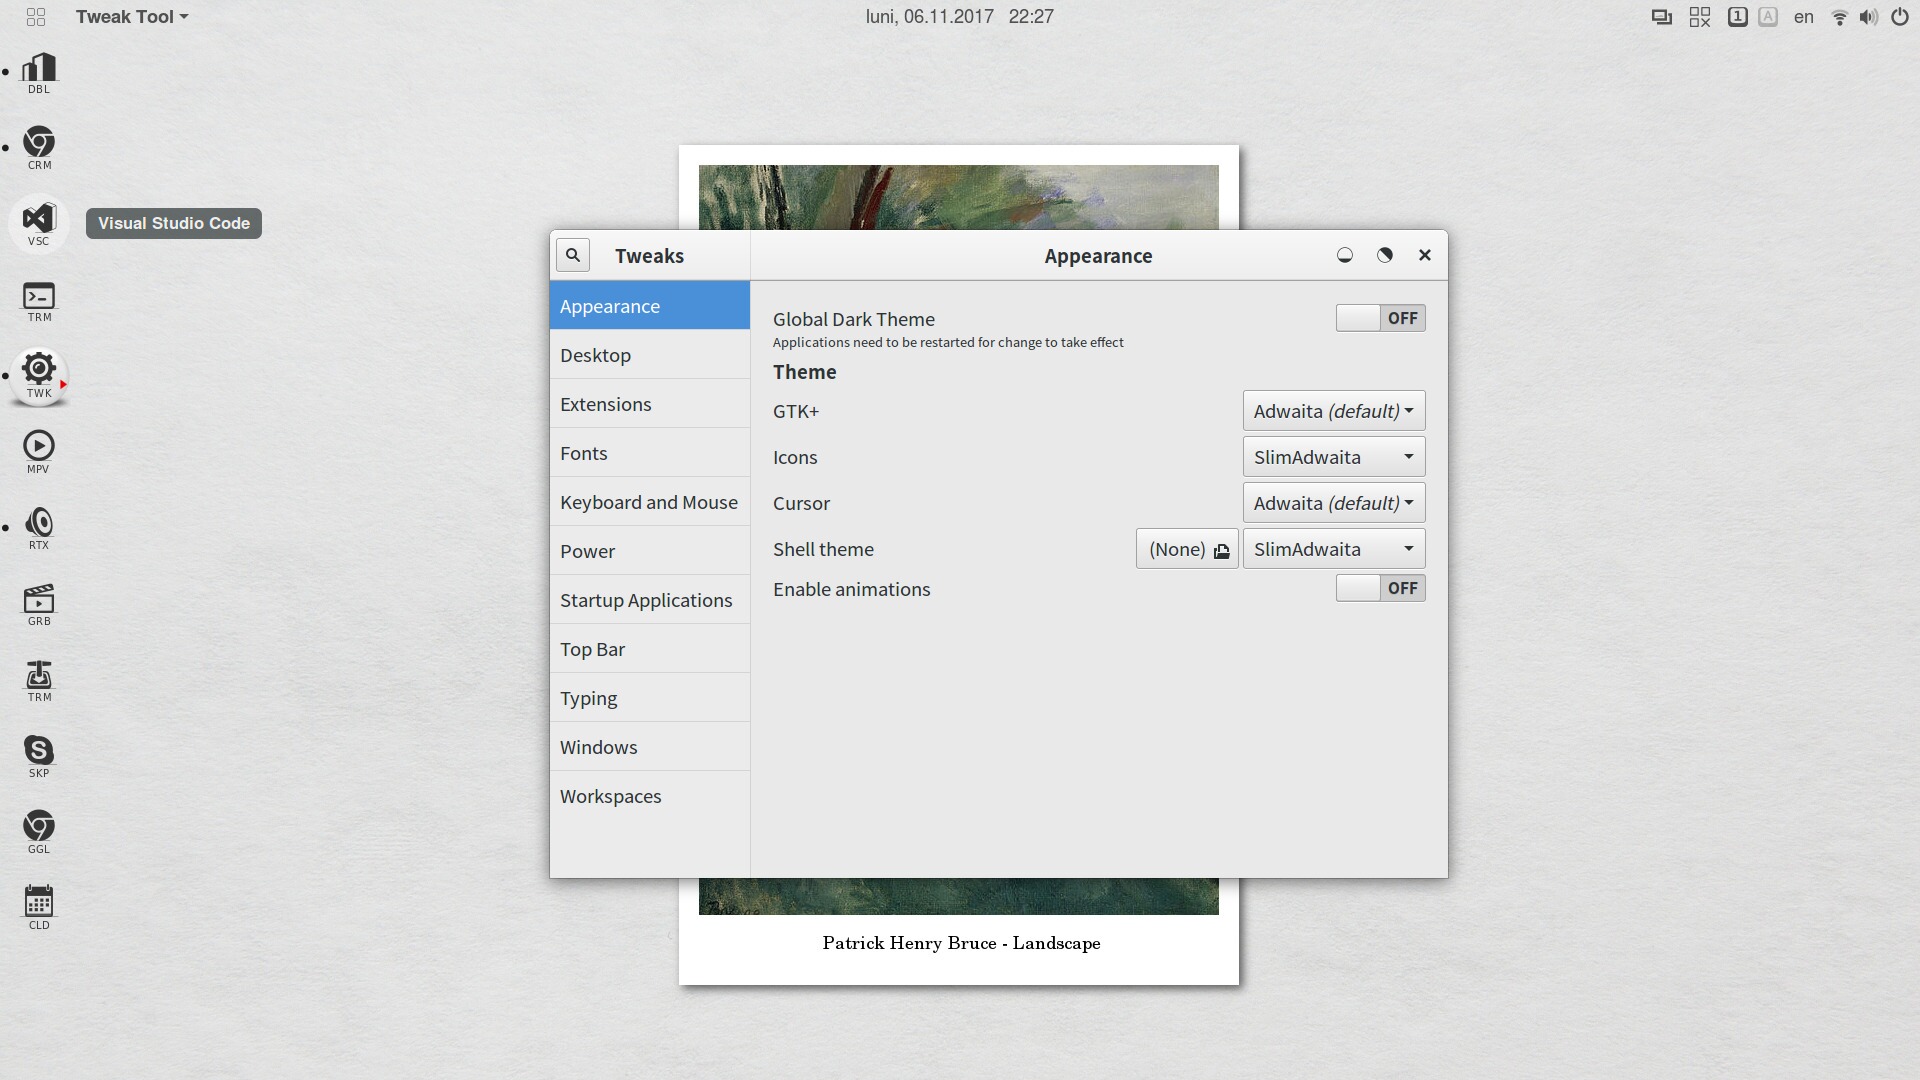 Tweak Tool
luni, 06.11.2017 22:27
1
A
en
DBL
CRM
VSC
Visual Studio Code
TRM
TWK
MPV
RTX
GRB
TRM
S
SKP
GGL
CLD
Tweaks
Appearance
Appearance
Desktop
Extensions
Fonts
Keyboard and Mouse
Power
Startup Applications
Top Bar
Typing
Windows
Workspaces
Global Dark Theme
OFF
Applications need to be restarted for change to take effect
Theme
GTK+
Adwaita (default)
Icons
SlimAdwaita
Cursor
Adwaita (default)
Shell theme
(None)
SlimAdwaita
Enable animations
OFF
Patrick Henry Bruce - Landscape